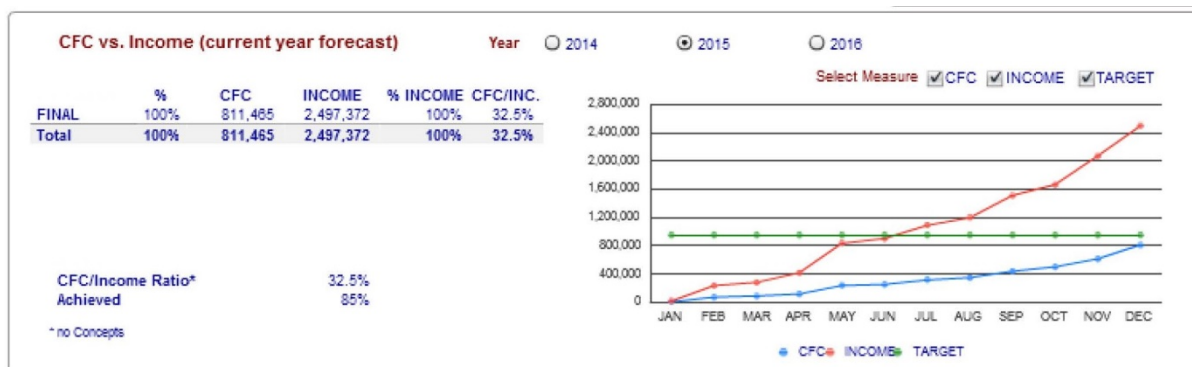 CFC vs. Income (current year forecast)
Year 2014 2015 2016
Select Measure CFC INCOME TARGET
% CFC INCOME % INCOME CFC/INC.
FINAL 100% 811,465 2,497,372 100% 32.5%
Total 100% 811,465 2,497,372 100% 32.5%
CFC/Income Ratio* 32.5%
Achieved 85%
* no Concepts
2,800,000
2,400,000
2,000,000
1,600,000
1,200,000
800,000
400,000
0
JAN FEB MAR APR MAY JUN JUL AUG SEP OCT NOV DEC
CFC INCOME TARGET